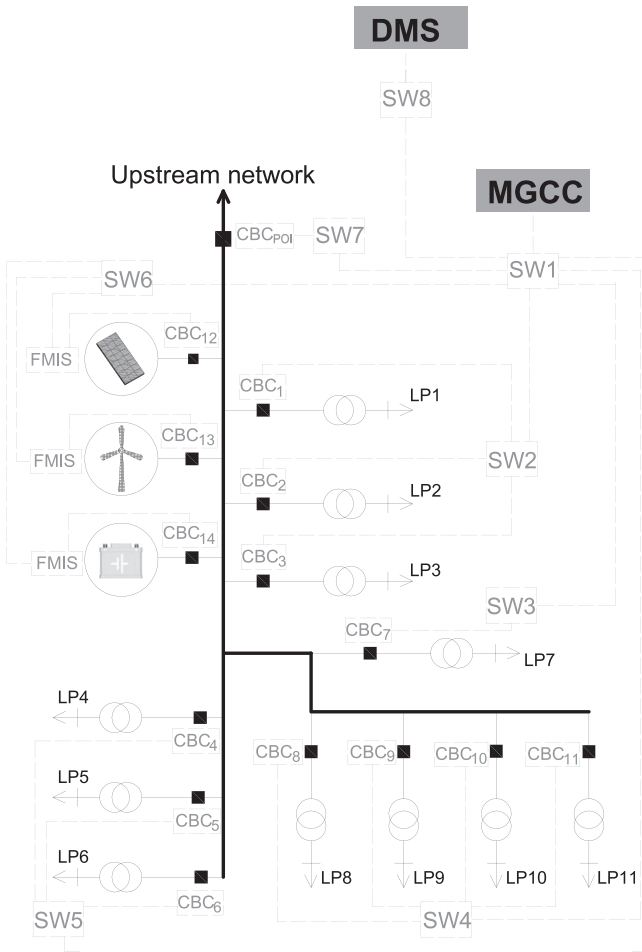 DMS
SW8
Upstream network
MGCC
CBCPOI
SW7
SW1
SW6
CBC12
FMIS
CBC1
LP1
CBC13
FMIS
SW2
CBC2
LP2
CBC14
FMIS
CBC3
LP3
SW3
CBC7
LP7
LP4
CBC4
CBC8
CBC9
CBC10
CBC11
LP5
CBC5
LP6
CBC6
LP8
LP9
LP10
LP11
SW5
SW4